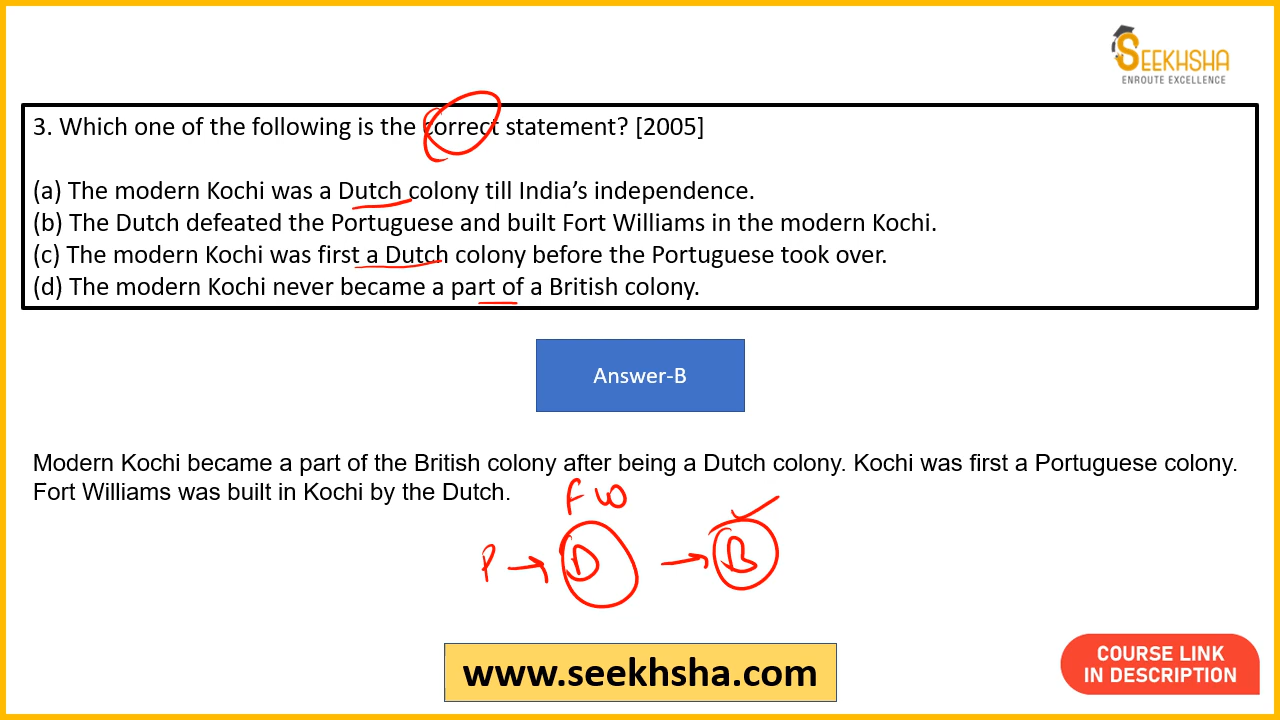 SEEKHSHA
ENROUTE EXCELLENCE
3. Which one of the following is the correct statement? [2005]
(a) The modern Kochi was a Dutch colony till India’s independence.
(b) The Dutch defeated the Portuguese and built Fort Williams in the modern Kochi.
(c) The modern Kochi was first a Dutch colony before the Portuguese took over.
(d) The modern Kochi never became a part of a British colony.
Answer-B
Modern Kochi became a part of the British colony after being a Dutch colony. Kochi was first a Portuguese colony.
Fort Williams was built in Kochi by the Dutch.
FW
P → D → B
www.seekhsha.com
COURSE LINK
IN DESCRIPTION